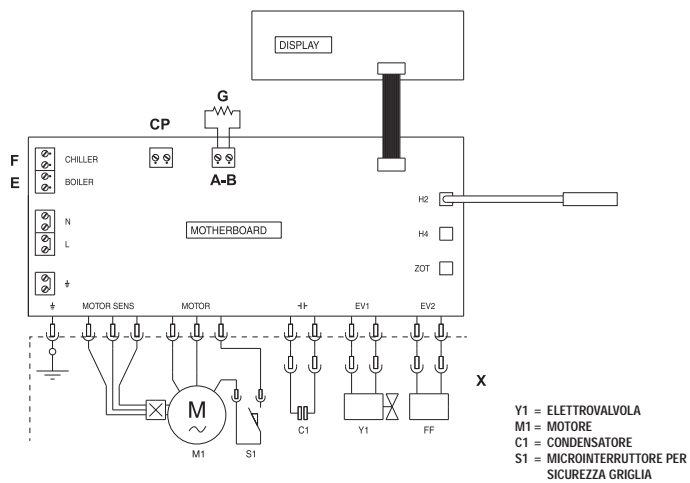 DISPLAY
G
CP
F
CHILLER
E
BOILER
A-B
H2
N
MOTHERBOARD
H4
L
ZOT
MOTOR SENS
MOTOR
EV1
EV2
X
M
M1
S1
C1
Y1
FF
Y1 = ELETTROVALVOLA
M1 = MOTORE
C1 = CONDENSATORE
S1 = MICROINTERRUTTORE PER
SICUREZZA GRIGLIA